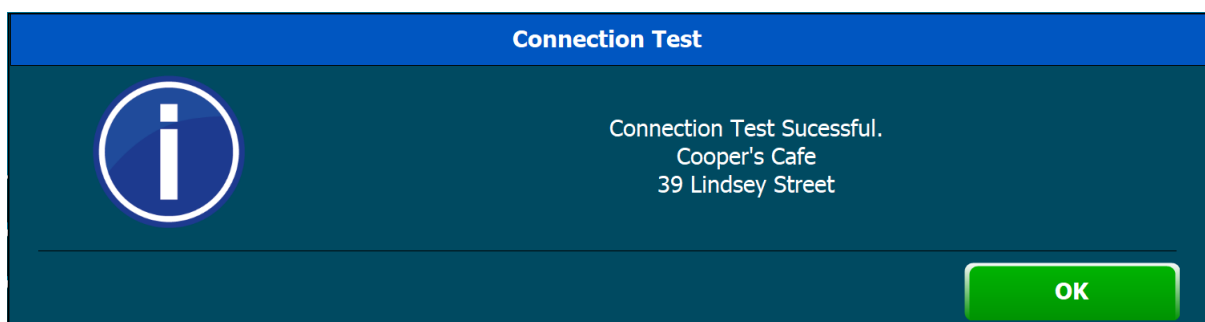 Connection Test
Connection Test Sucessful.
Cooper's Cafe
39 Lindsey Street
OK